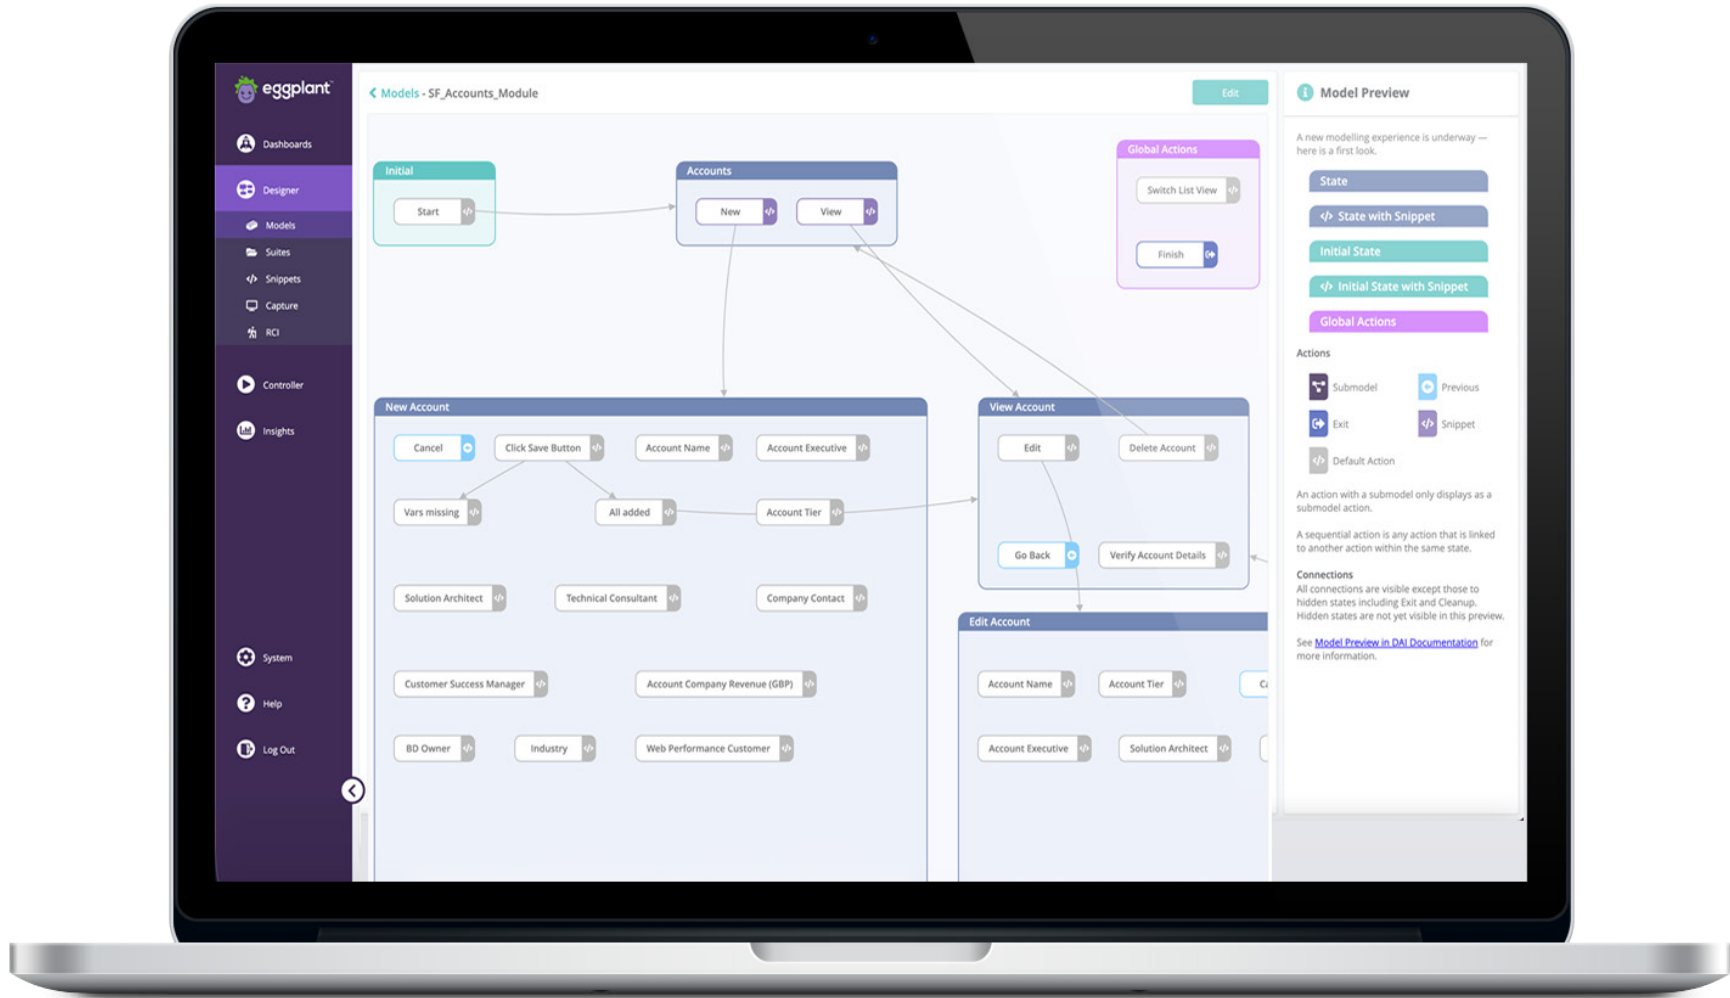 eggplant™
Dashboards
Designer
Models
Suites
Snippets
Capture
RCI
Controller
Insights
System
Help
Log Out
Models - SF_Accounts_Module
Edit
Initial
Start
Accounts
New
View
Global Actions
Switch List View
Finish
New Account
Cancel
Click Save Button
Account Name
Account Executive
Vars missing
All added
Account Tier
Solution Architect
Technical Consultant
Company Contact
Customer Success Manager
Account Company Revenue (GBP)
BD Owner
Industry
Web Performance Customer
View Account
Edit
Delete Account
Go Back
Verify Account Details
Edit Account
Account Name
Account Tier
Account Executive
Solution Architect
Model Preview
A new modelling experience is underway —
here is a first look.
State
State with Snippet
Initial State
Initial State with Snippet
Global Actions
Actions
Submodel
Previous
Exit
Snippet
Default Action
An action with a submodel only displays as a
submodel action.
A sequential action is any action that is linked
to another action within the same state.
Connections
All connections are visible except those to
hidden states including Exit and Cleanup.
Hidden states are not yet visible in this preview.
See Model Preview in DAI Documentation for
more information.